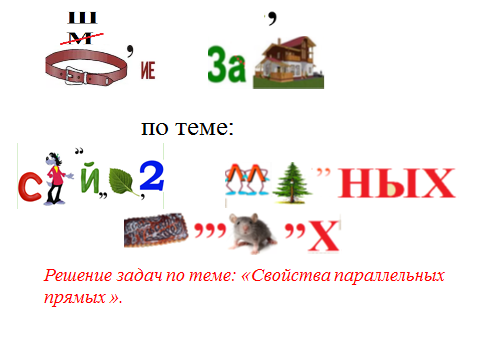 Ш
М , ИЕ За ’
по теме:
С “ Й ,, , 2 ” НЫХ
,,, ,, Х
Решение задач по теме: «Свойства параллельных
прямых ».